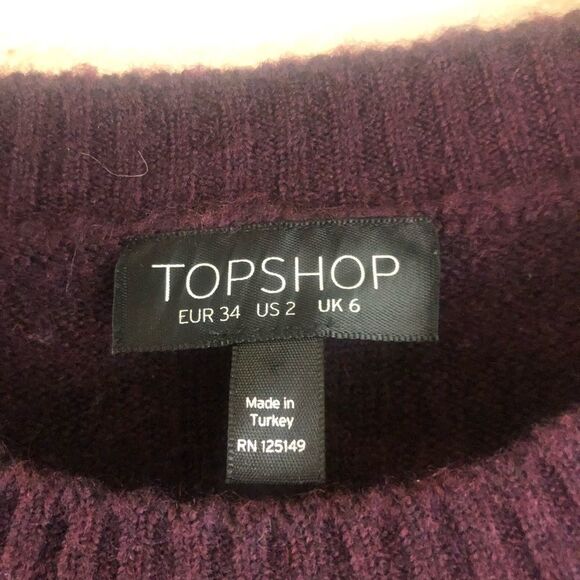 TOPSHOP
EUR 34 US 2 UK 6
Made in
Turkey
RN 125149